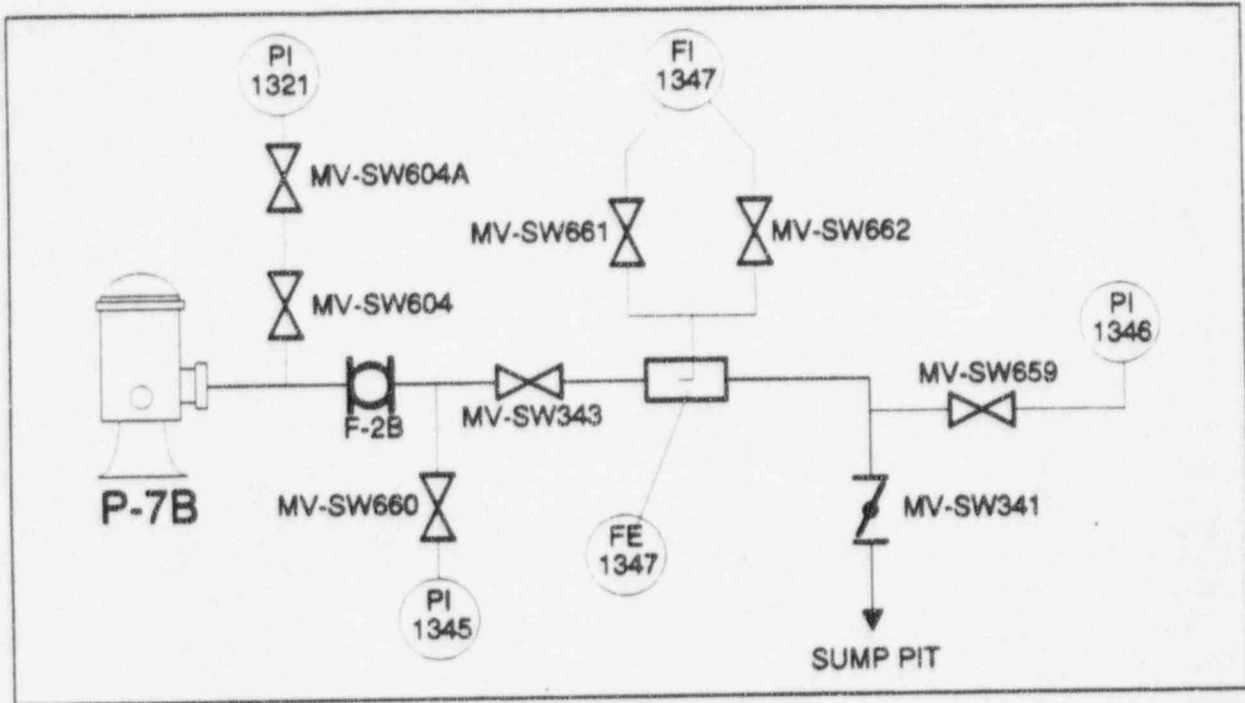 PI
1321
FI
1347
MV-SW604A
MV-SW661
MV-SW662
MV-SW604
PI
1346
MV-SW659
F-2B
MV-SW343
P-7B
MV-SW660
MV-SW341
FE
1347
PI
1345
SUMP PIT